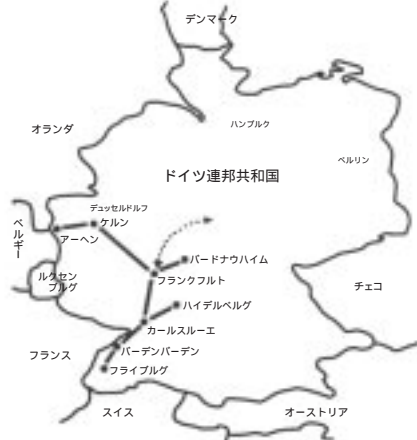 デンマーク
オランダ
ハンブルク
ベルリン
ドイツ連邦共和国
デュッセルドルフ
ケルン
ベルギー
アーヘン
バードナウハイム
フランクフルト
ルクセン
ブルグ
チェコ
ハイデルベルグ
カールスルーエ
フランス
バーデンバーデン
フライブルグ
スイス
オーストリア